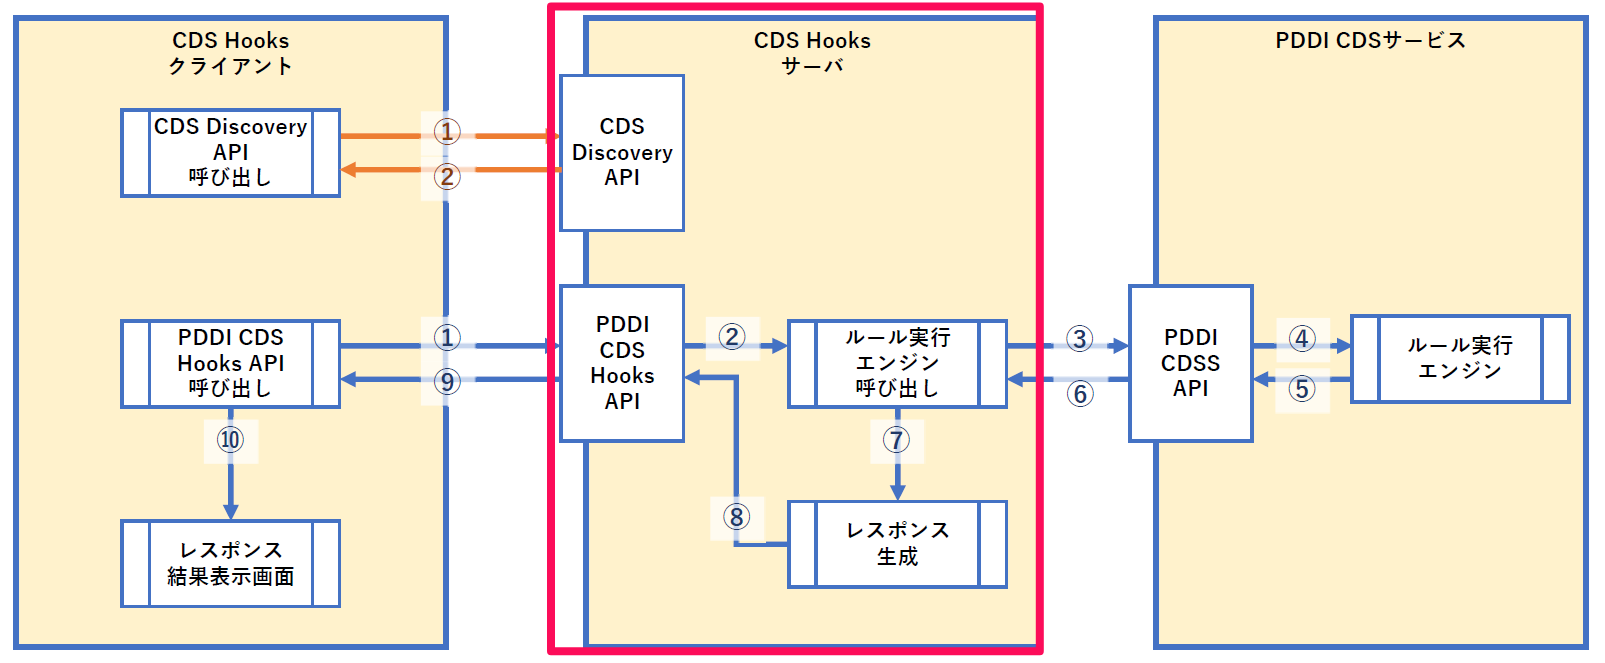 CDS Hooks
クライアント
CDS Discovery
API
呼び出し
①
②
CDS Hooks
サーバ
CDS
Discovery
API
PDDI CDSサービス
PDDI CDS
Hooks API
呼び出し
①
⑨
PDDI
CDS
Hooks
API
②
ルール実行
エンジン
呼び出し
③
⑥
PDDI
CDSS
API
④
⑤
ルール実行
エンジン
⑩
⑦
⑧
レスポンス
結果表示画面
レスポンス
生成